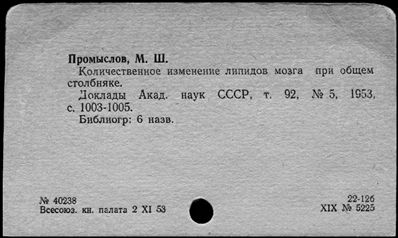 Промыслов, М. Ш.
Количественное изменение липидов мозга при общем
столбняке.
Доклады Акад. наук СССР, т. 92, № 5, 1953,
с. 1003-1005.
Библиогр: 6 назв.
№ 40238
Всесоюз. кн. палата 2 XI 53
22-126
XIX № 5225